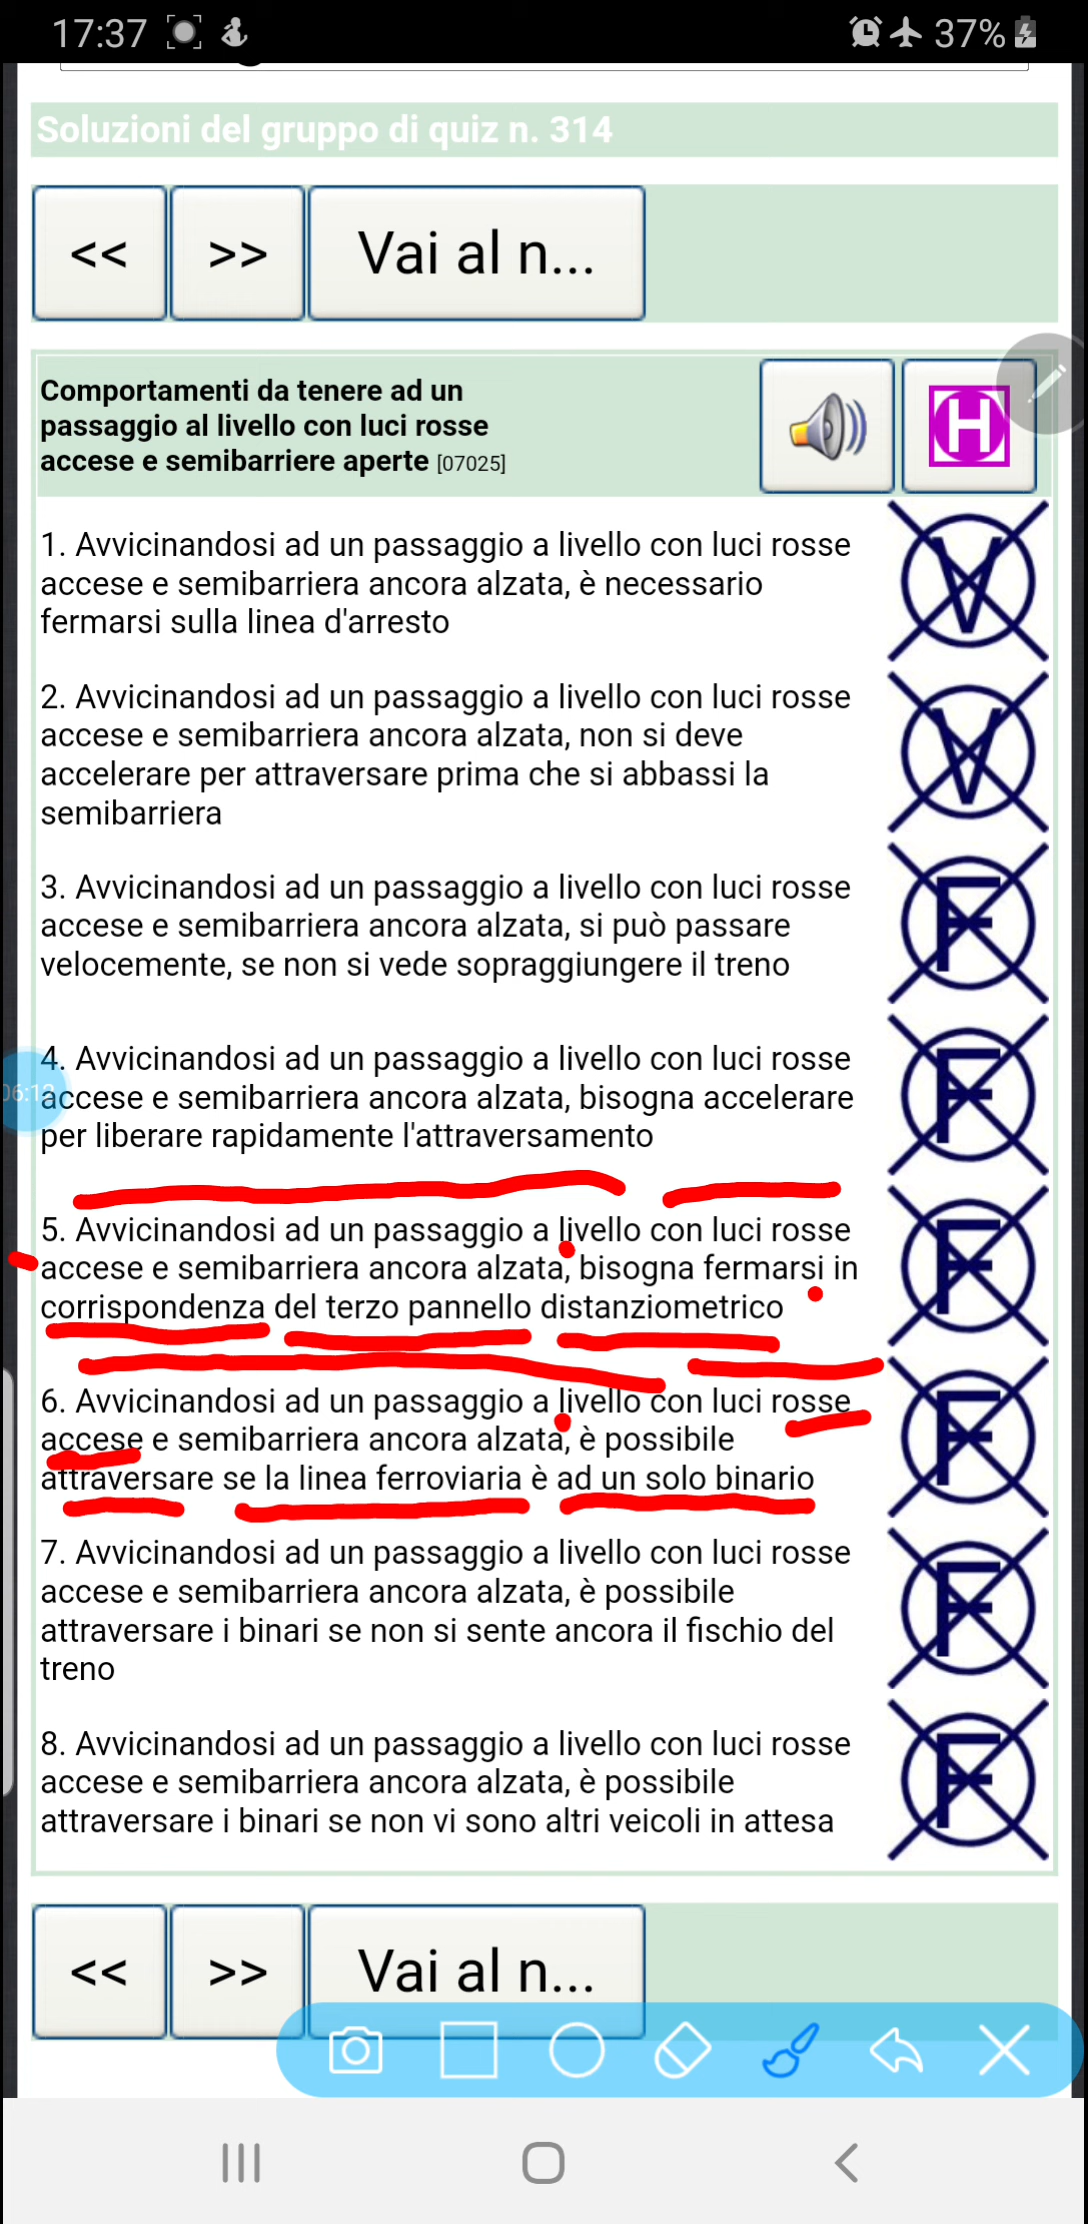 17:37
37%
Soluzioni del gruppo di quiz n. 314
<< >> Vai al n...
Comportamenti da tenere ad un
passaggio al livello con luci rosse
accese e semibarriere aperte [07025]
H
1. Avvicinandosi ad un passaggio a livello con luci rosse
accese e semibarriera ancora alzata, è necessario
fermarsi sulla linea d'arresto
V
2. Avvicinandosi ad un passaggio a livello con luci rosse
accese e semibarriera ancora alzata, non si deve
accelerare per attraversare prima che si abbassi la
semibarriera
V
3. Avvicinandosi ad un passaggio a livello con luci rosse
accese e semibarriera ancora alzata, si può passare
velocemente, se non si vede sopraggiungere il treno
F
4. Avvicinandosi ad un passaggio a livello con luci rosse
accese e semibarriera ancora alzata, bisogna accelerare
per liberare rapidamente l'attraversamento
F
5. Avvicinandosi ad un passaggio a livello con luci rosse
accese e semibarriera ancora alzata, bisogna fermarsi in
corrispondenza del terzo pannello distanziometrico
F
6. Avvicinandosi ad un passaggio a livello con luci rosse
accese e semibarriera ancora alzata, è possibile
attraversare se la linea ferroviaria è ad un solo binario
F
7. Avvicinandosi ad un passaggio a livello con luci rosse
accese e semibarriera ancora alzata, è possibile
attraversare i binari se non si sente ancora il fischio del
treno
F
8. Avvicinandosi ad un passaggio a livello con luci rosse
accese e semibarriera ancora alzata, è possibile
attraversare i binari se non vi sono altri veicoli in attesa
F
<< >> Vai al n...